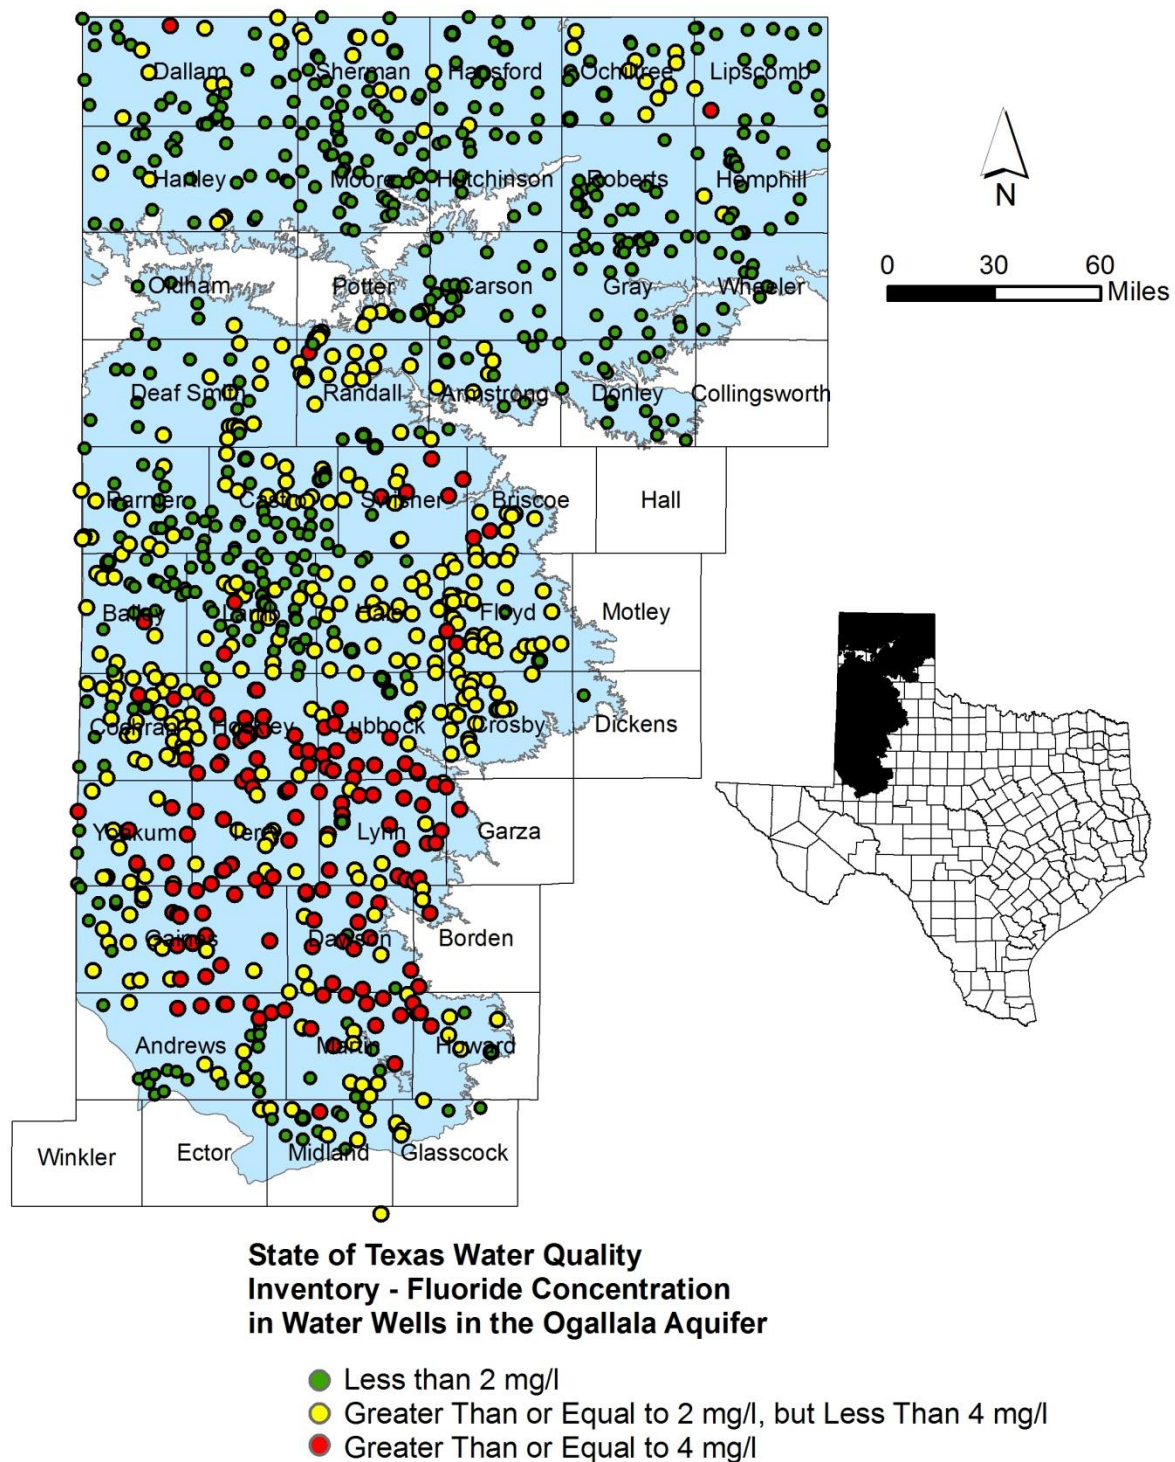 Dallam
Sherman
Hansford
Ochiltree
Lipscomb
Hartley
Moore
Hutchinson
Roberts
Hemphill
N
Oldham
Potter
Carson
Gray
Wheeler
0 30 60
Miles
Deaf Smith
Randall
Armstrong
Donley
Collingsworth
Parmer
Castro
Swisher
Briscoe
Hall
Bailey
Lamb
Hale
Floyd
Motley
Cochran
Hockley
Lubbock
Crosby
Dickens
Yoakum
Terry
Lynn
Garza
Gaines
Dawson
Borden
Andrews
Martin
Howard
Winkler
Ector
Midland
Glasscock
State of Texas Water Quality
Inventory - Fluoride Concentration
in Water Wells in the Ogallala Aquifer
Less than 2 mg/l
Greater Than or Equal to 2 mg/l, but Less Than 4 mg/l
Greater Than or Equal to 4 mg/l